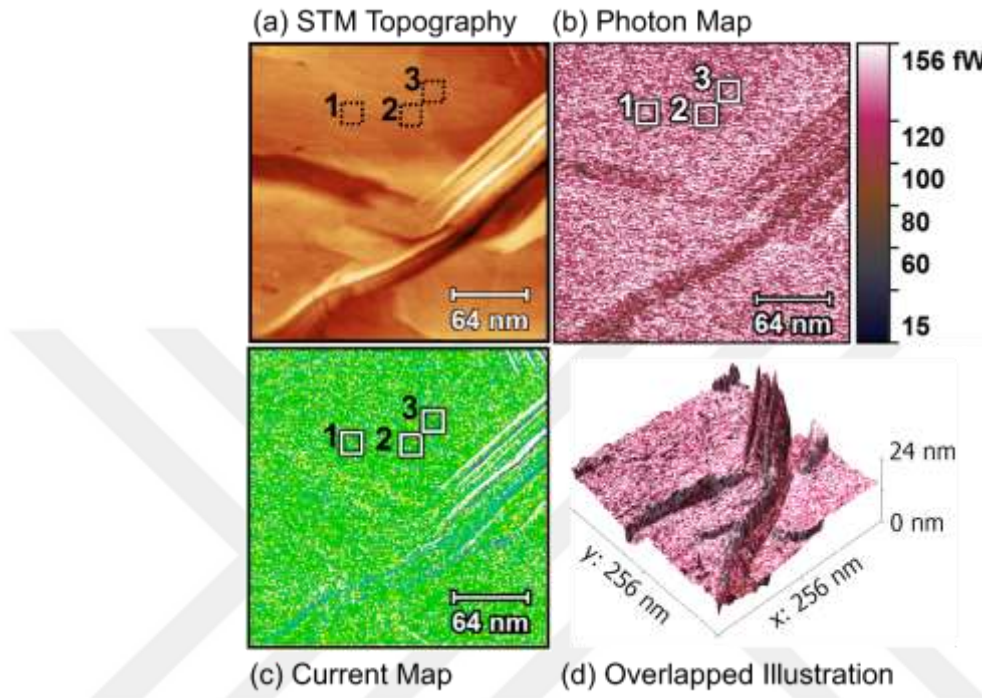 (a) STM Topography
(b) Photon Map
1
2
3
64 nm
1
2
3
64 nm
156 fW
120
100
80
60
15
1
2
3
64 nm
24 nm
0 nm
y: 256 nm
x: 256 nm
(c) Current Map
(d) Overlapped Illustration